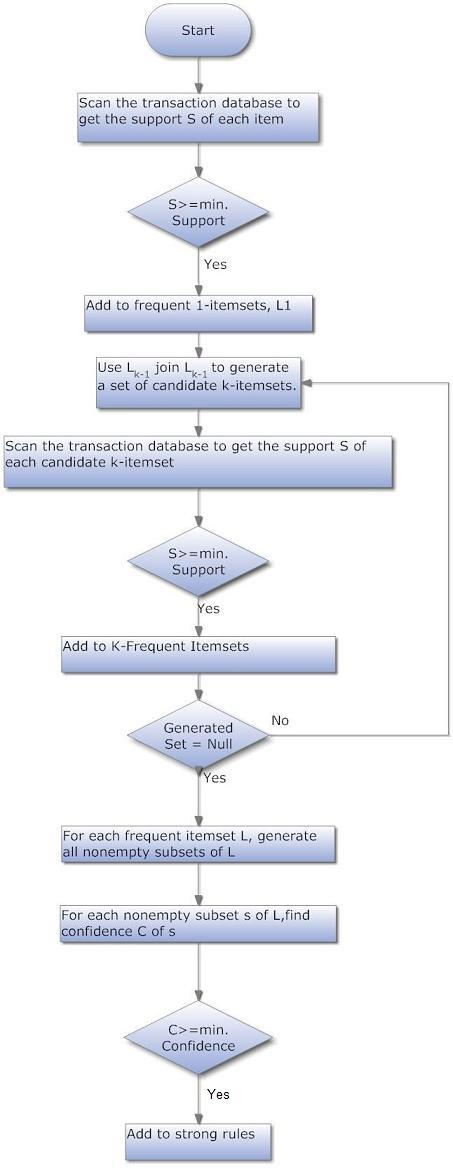 Start
Scan the transaction database to
get the support S of each item
S>=min.
Support
Yes
Add to frequent 1-itemsets, L1
Use Lk-1 join Lk-1 to generate
a set of candidate k-itemsets.
Scan the transaction database to get the support S of
each candidate k-itemset
S>=min.
Support
Yes
Add to K-Frequent Itemsets
Generated
Set = Null
No
Yes
For each frequent itemset L, generate
all nonempty subsets of L
For each nonempty subset s of L,find
confidence C of s
C>=min.
Confidence
Yes
Add to strong rules